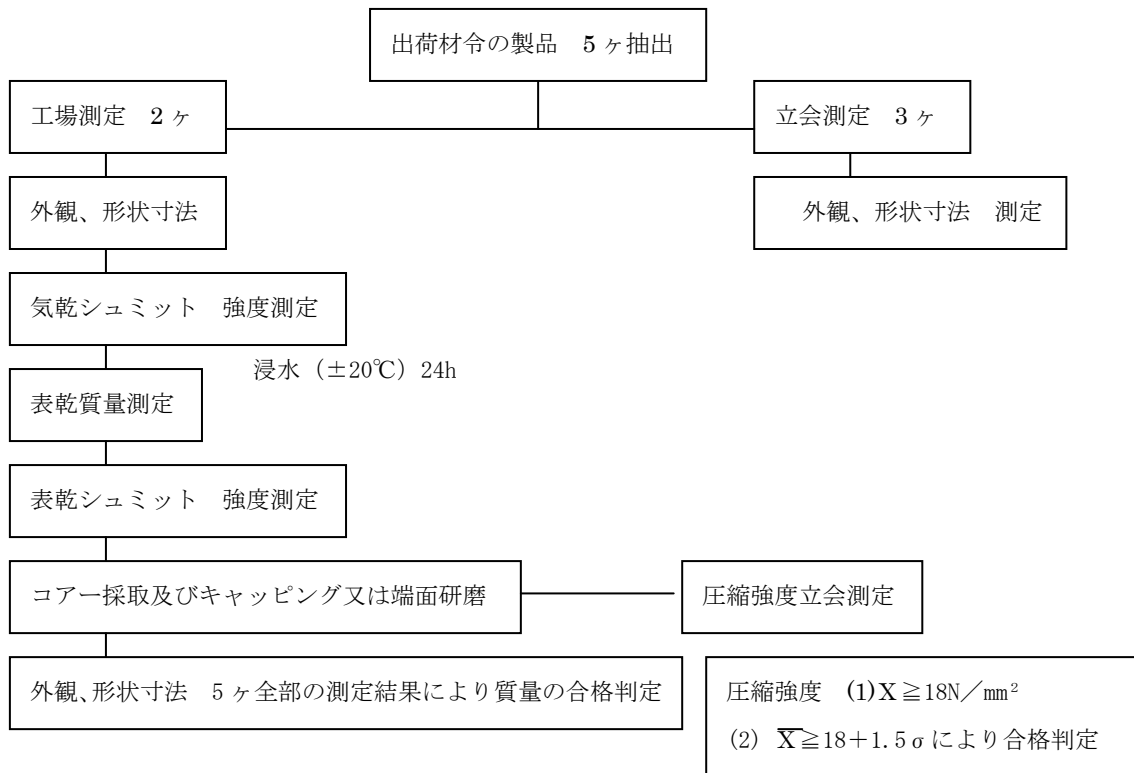 出荷材令の製品　5ヶ抽出
工場測定　2ヶ
立会測定　3ヶ
外観、形状寸法
外観、形状寸法　測定
気乾シュミット　強度測定
浸水（±20℃）24h
表乾質量測定
表乾シュミット　強度測定
コアー採取及びキャッピング又は端面研磨
圧縮強度立会測定
外観、形状寸法　5ヶ全部の測定結果により質量の合格判定
圧縮強度　(1)X≧18N／mm²
(2)　X̅≧18＋1.5σにより合格判定